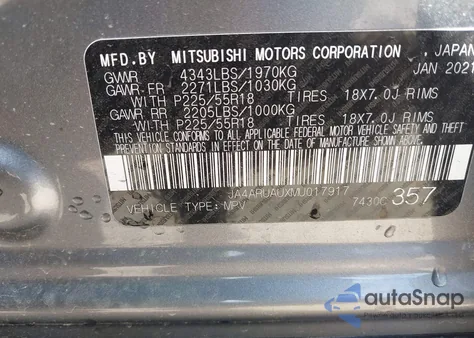 MFD. BY MITSUBISHI MOTORS CORPORATION , JAPAN
GWR 4343LBS/1970KG JAN 2021
GAWR-FR 2271LBS/1030KG
WITH P225/55R18 TIRES 18X7.0J RIMS
GAWR-RR 2205LBS/1000KG
WITH P225/55R18 TIRES 18X7.0J RIMS
THIS VEHICLE CONFORMS TO ALL APPLICABLE
FEDERAL MOTOR VEHICLE SAFETY, BUMPER AND THEFT
PREVENTION STANDARDS IN EFFECT ON THE DATE
OF MANUFACTURE SHOWN ABOVE.
JA4ARUAUXMU017917
VEHICLE TYPE:MPV 7430C 357
autoSnap